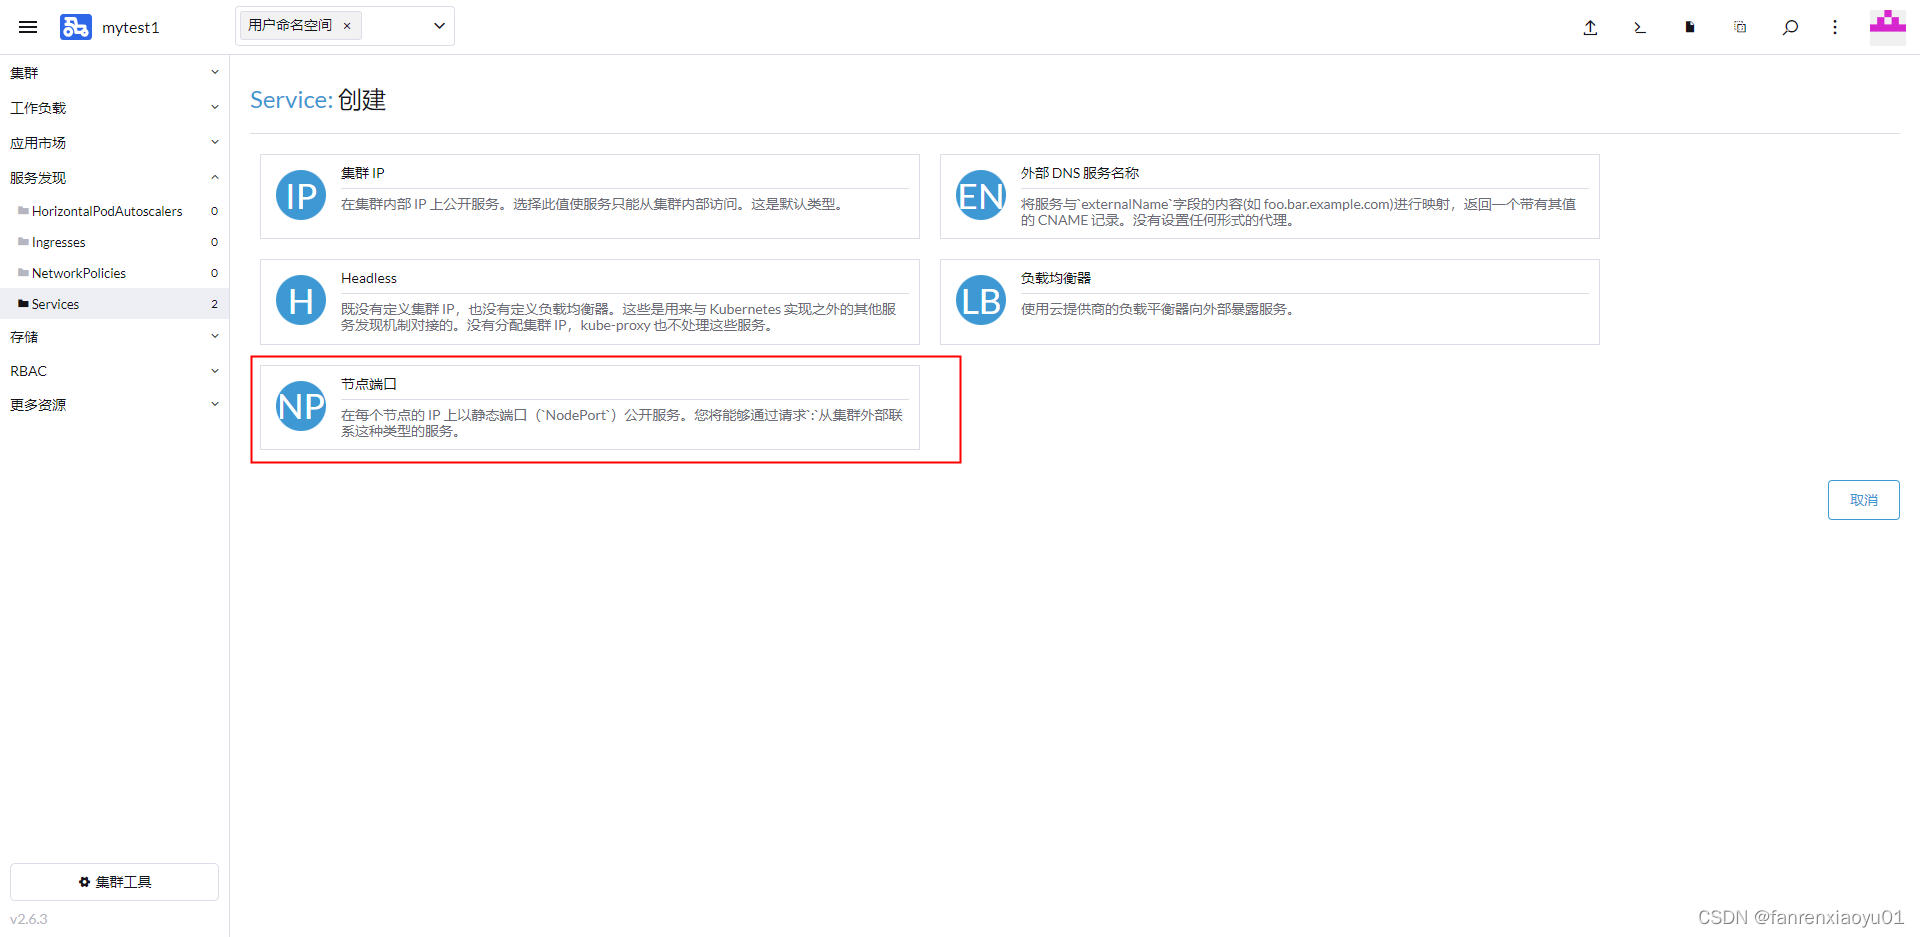 mytest1
用户命名空间 ×
集群
工作负载
应用市场
服务发现
HorizontalPodAutoscalers 0
Ingresses 0
NetworkPolicies 0
Services 2
存储
RBAC
更多资源
集群工具
v2.6.3
Service: 创建
IP
集群 IP
在集群内部 IP 上公开服务。选择此值使服务只能从集群内部访问。这是默认类型。
EN
外部 DNS 服务名称
将服务与`externalName`字段的内容(如 foo.bar.example.com)进行映射，返回一个带有其值
的 CNAME 记录。没有设置任何形式的代理。
H
Headless
既没有定义集群 IP，也没有定义负载均衡器。这些是用来与 Kubernetes 实现之外的其他服
务发现机制对接的。没有分配集群 IP，kube-proxy 也不处理这些服务。
LB
负载均衡器
使用云提供商的负载平衡器向外部暴露服务。
NP
节点端口
在每个节点的 IP 上以静态端口（`NodePort`）公开服务。您将能够通过请求`:`从集群外部联
系这种类型的服务。
取消
CSDN @fanrenxiaoyu01